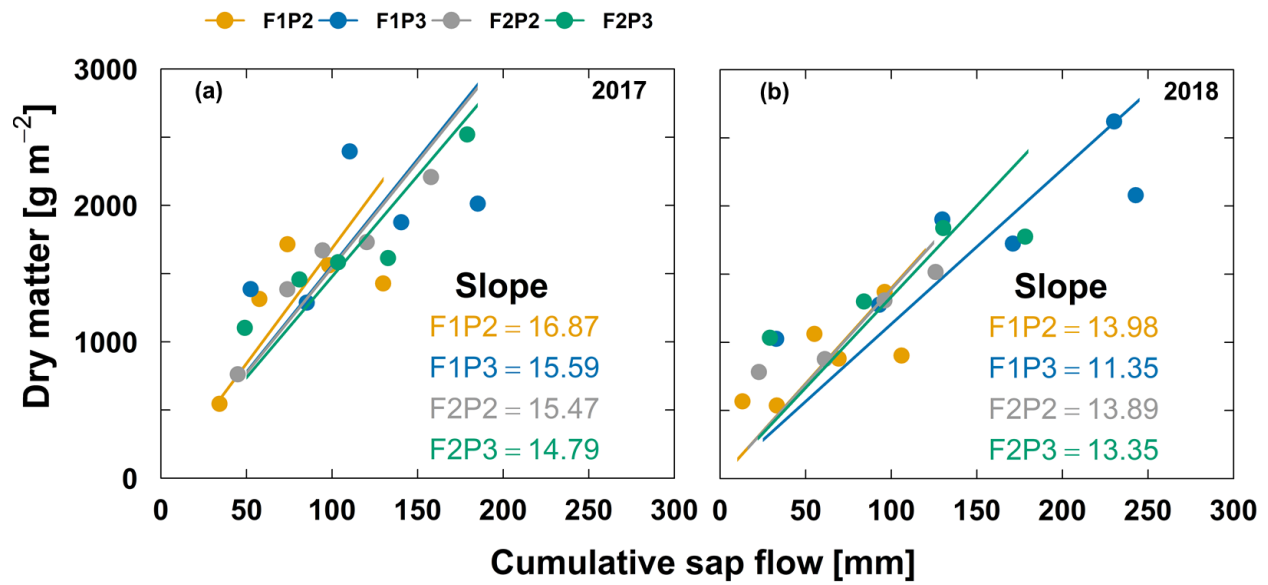 F1P2 F1P3 F2P2 F2P3
Dry matter [g m⁻²]
3000
2000
1000
0
(a) 2017
Slope
F1P2 = 16.87
F1P3 = 15.59
F2P2 = 15.47
F2P3 = 14.79
0 50 100 150 200 250 300
(b) 2018
Slope
F1P2 = 13.98
F1P3 = 11.35
F2P2 = 13.89
F2P3 = 13.35
0 50 100 150 200 250 300
Cumulative sap flow [mm]